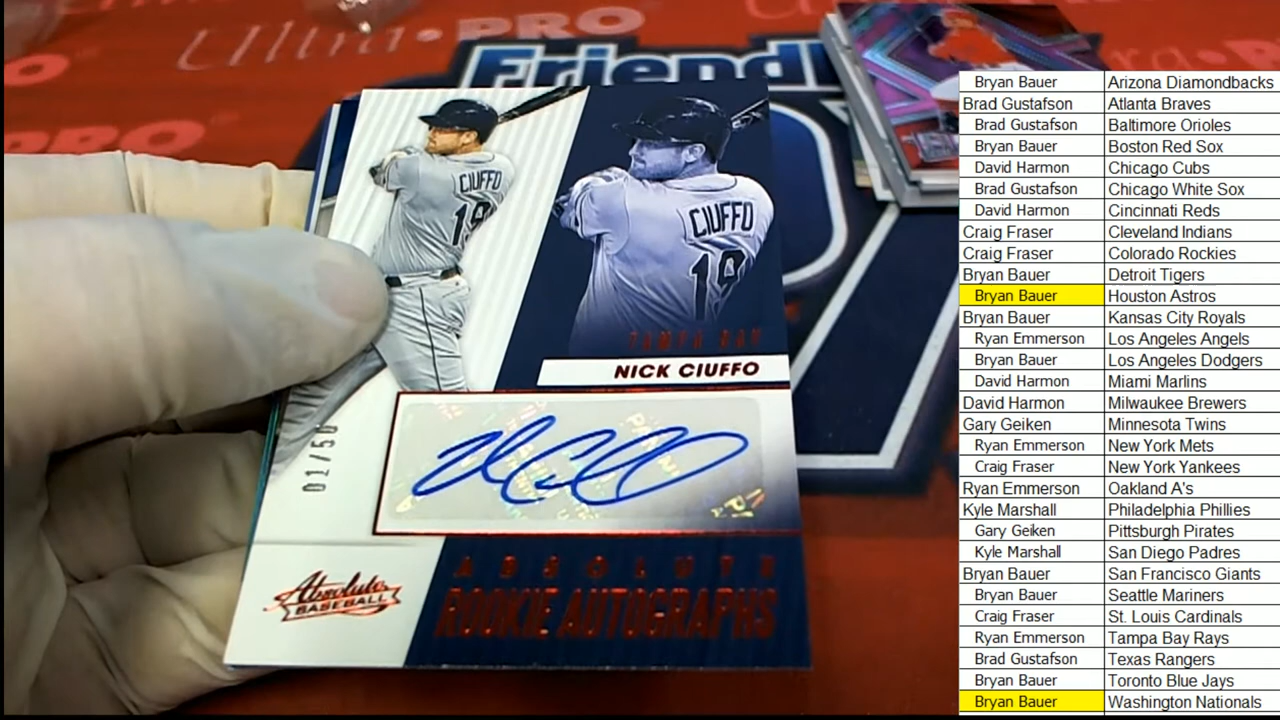 Ultra•PRO
Friend
PRO
CIUFFO
19
CIUFFO
19
TAMPA BAY
NICK CIUFFO
01/50
Absolute
BASEBALL
ABSOLUTE
ROOKIE AUTOGRAPHS
Bryan Bauer Arizona Diamondbacks
Brad Gustafson Atlanta Braves
Brad Gustafson Baltimore Orioles
Bryan Bauer Boston Red Sox
David Harmon Chicago Cubs
Brad Gustafson Chicago White Sox
David Harmon Cincinnati Reds
Craig Fraser Cleveland Indians
Craig Fraser Colorado Rockies
Bryan Bauer Detroit Tigers
Bryan Bauer Houston Astros
Bryan Bauer Kansas City Royals
Ryan Emmerson Los Angeles Angels
Bryan Bauer Los Angeles Dodgers
David Harmon Miami Marlins
David Harmon Milwaukee Brewers
Gary Geiken Minnesota Twins
Ryan Emmerson New York Mets
Craig Fraser New York Yankees
Ryan Emmerson Oakland A's
Kyle Marshall Philadelphia Phillies
Gary Geiken Pittsburgh Pirates
Kyle Marshall San Diego Padres
Bryan Bauer San Francisco Giants
Bryan Bauer Seattle Mariners
Craig Fraser St. Louis Cardinals
Ryan Emmerson Tampa Bay Rays
Brad Gustafson Texas Rangers
Bryan Bauer Toronto Blue Jays
Bryan Bauer Washington Nationals